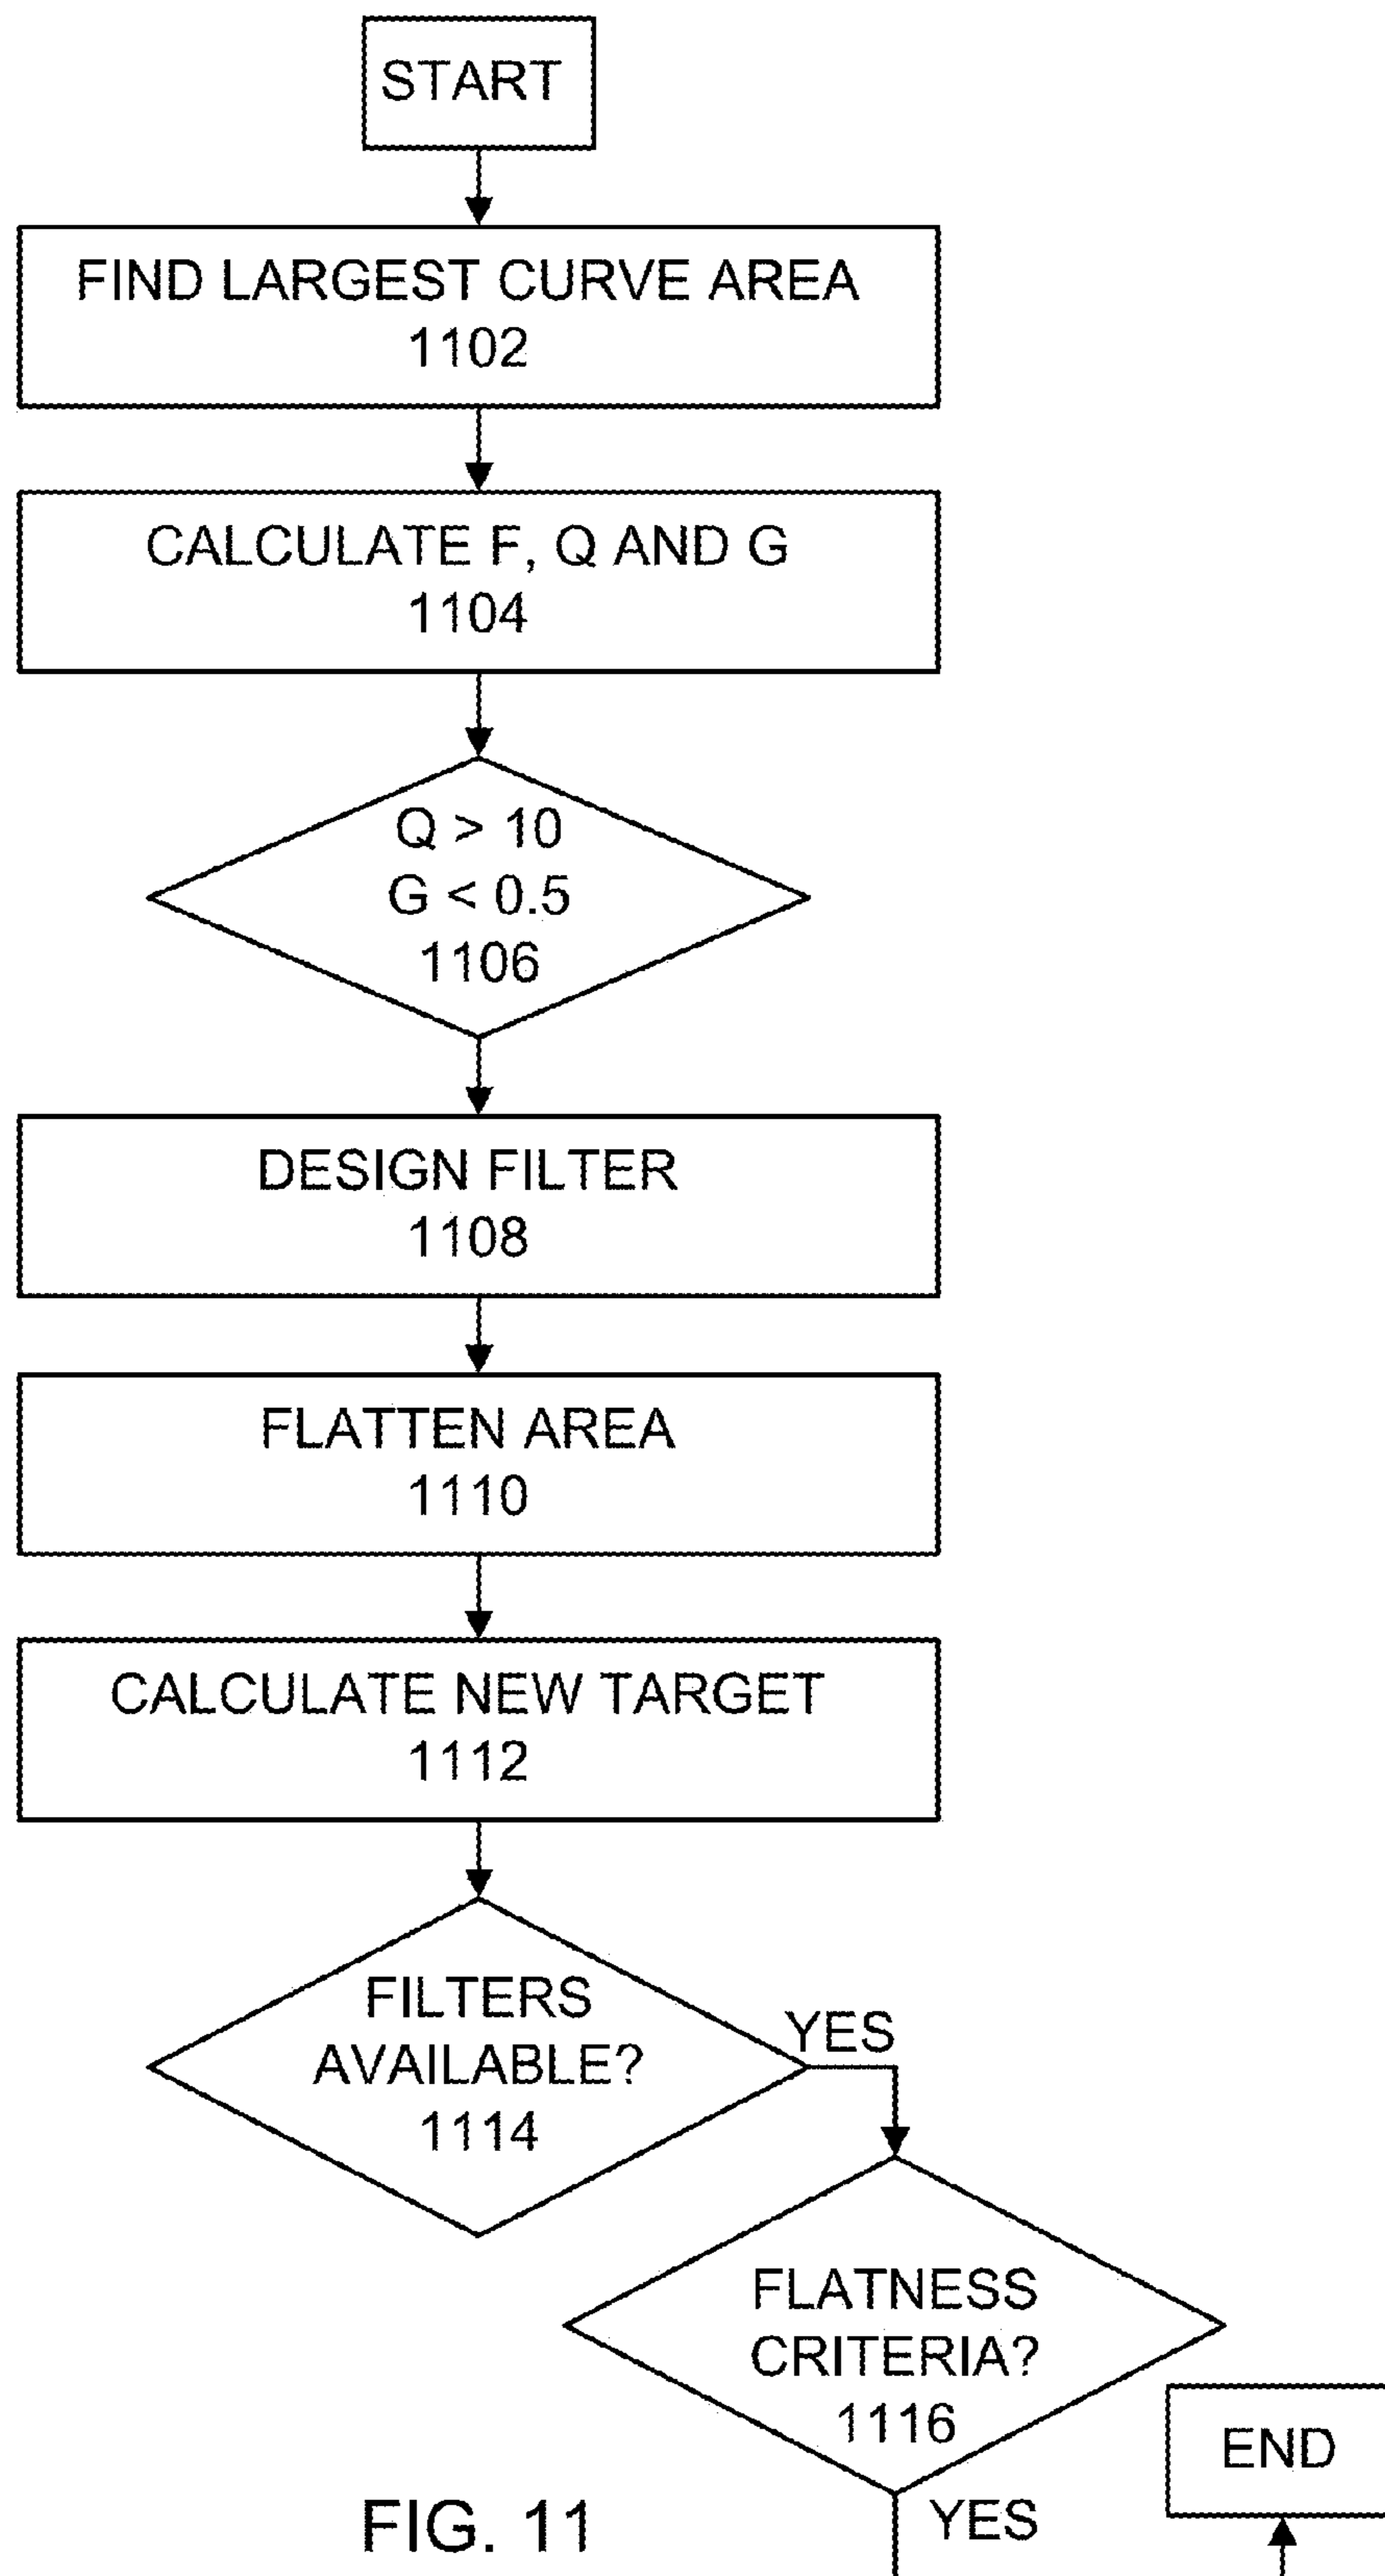 START
FIND LARGEST CURVE AREA
1102
CALCULATE F, Q AND G
1104
Q > 10
G < 0.5
1106
DESIGN FILTER
1108
FLATTEN AREA
1110
CALCULATE NEW TARGET
1112
FILTERS
AVAILABLE?
1114
YES
FLATNESS
CRITERIA?
1116
YES
END
FIG. 11